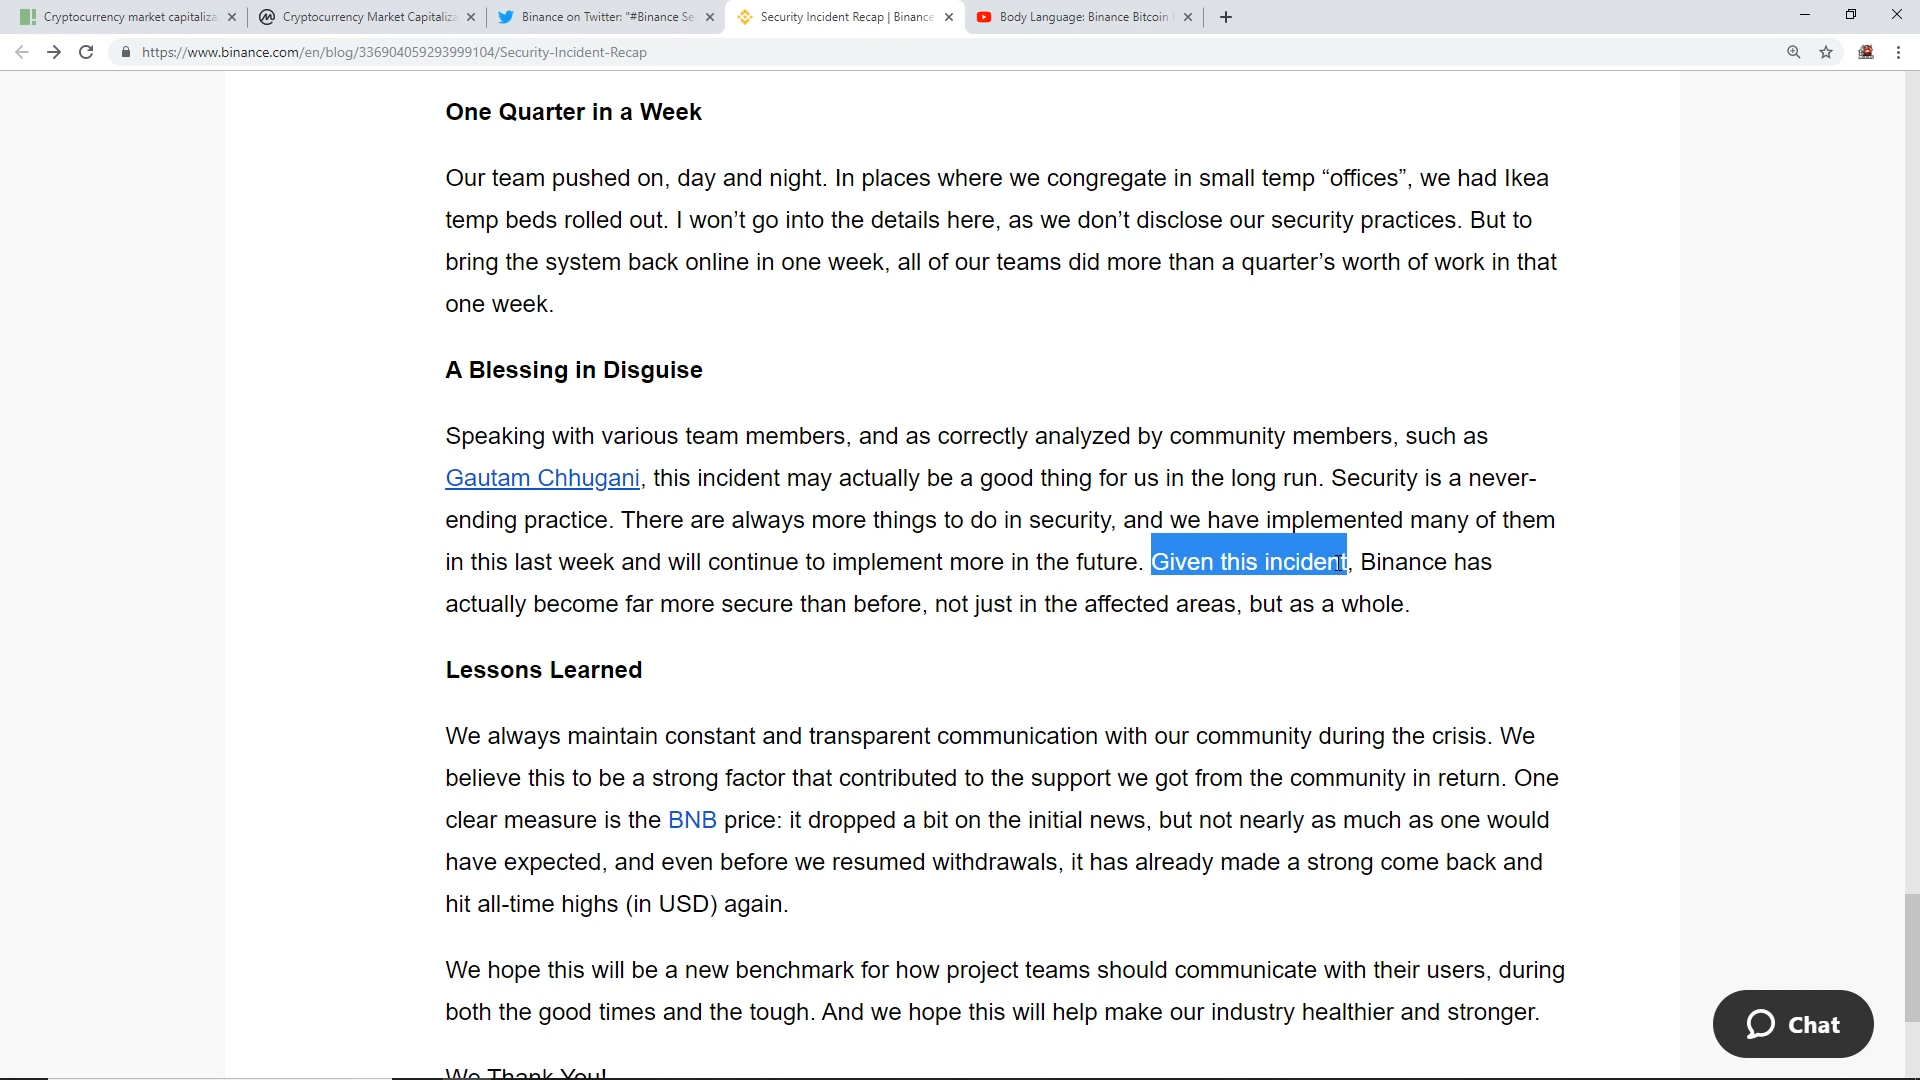 Cryptocurrency market capitaliza
Cryptocurrency Market Capitaliza
Binance on Twitter: "#Binance Se
Security Incident Recap | Binance
Body Language: Binance Bitcoin
https://www.binance.com/en/blog/336904059293999104/Security-Incident-Recap
One Quarter in a Week
Our team pushed on, day and night. In places where we congregate in small temp “offices”, we had Ikea
temp beds rolled out. I won’t go into the details here, as we don’t disclose our security practices. But to
bring the system back online in one week, all of our teams did more than a quarter’s worth of work in that
one week.
A Blessing in Disguise
Speaking with various team members, and as correctly analyzed by community members, such as
Gautam Chhugani, this incident may actually be a good thing for us in the long run. Security is a never-
ending practice. There are always more things to do in security, and we have implemented many of them
in this last week and will continue to implement more in the future. Given this incident, Binance has
actually become far more secure than before, not just in the affected areas, but as a whole.
Lessons Learned
We always maintain constant and transparent communication with our community during the crisis. We
believe this to be a strong factor that contributed to the support we got from the community in return. One
clear measure is the BNB price: it dropped a bit on the initial news, but not nearly as much as one would
have expected, and even before we resumed withdrawals, it has already made a strong come back and
hit all-time highs (in USD) again.
We hope this will be a new benchmark for how project teams should communicate with their users, during
both the good times and the tough. And we hope this will help make our industry healthier and stronger.
We Thank You!
Chat